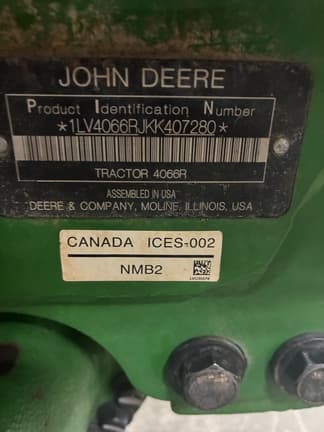 JOHN DEERE
Product Identification Number
*1LV4066RJKK407280*
TRACTOR 4066R
ASSEMBLED IN USA
DEERE & COMPANY, MOLINE, ILLINOIS, USA
CANADA ICES-002
NMB2